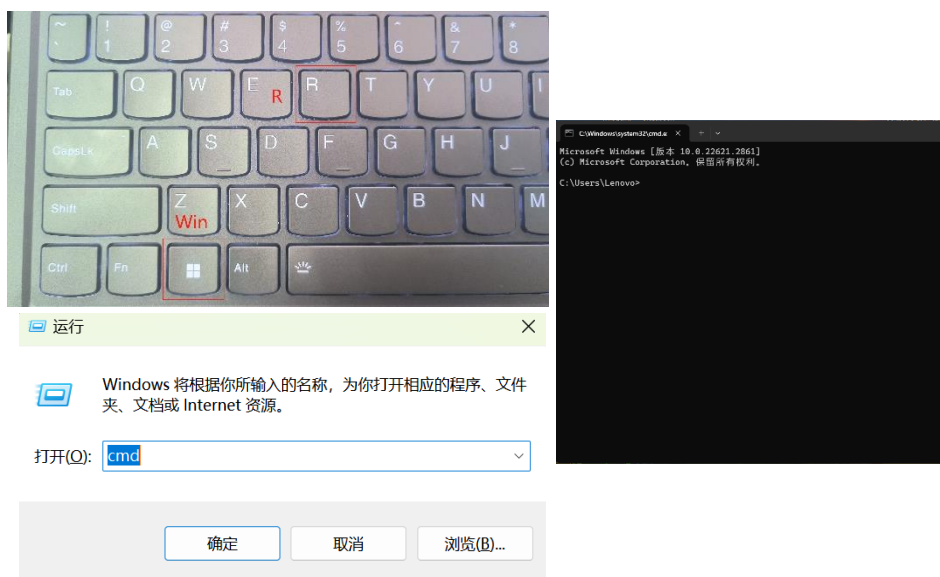 ~ ! @ # $ % ^ & *
` 1 2 3 4 5 6 7 8
Tab Q W E R T Y U I
R
CapsLk A S D F G H J
Shift Z X C V B N M
Win
Ctrl Fn Alt
运行
Windows 将根据你所输入的名称，为你打开相应的程序、文件
夹、文档或 Internet 资源。
打开(O): cmd
确定 取消 浏览(B)...
C:\Windows\system32\cmd.e
Microsoft Windows [版本 10.0.22621.2861]
(c) Microsoft Corporation。保留所有权利。
C:\Users\Lenovo>